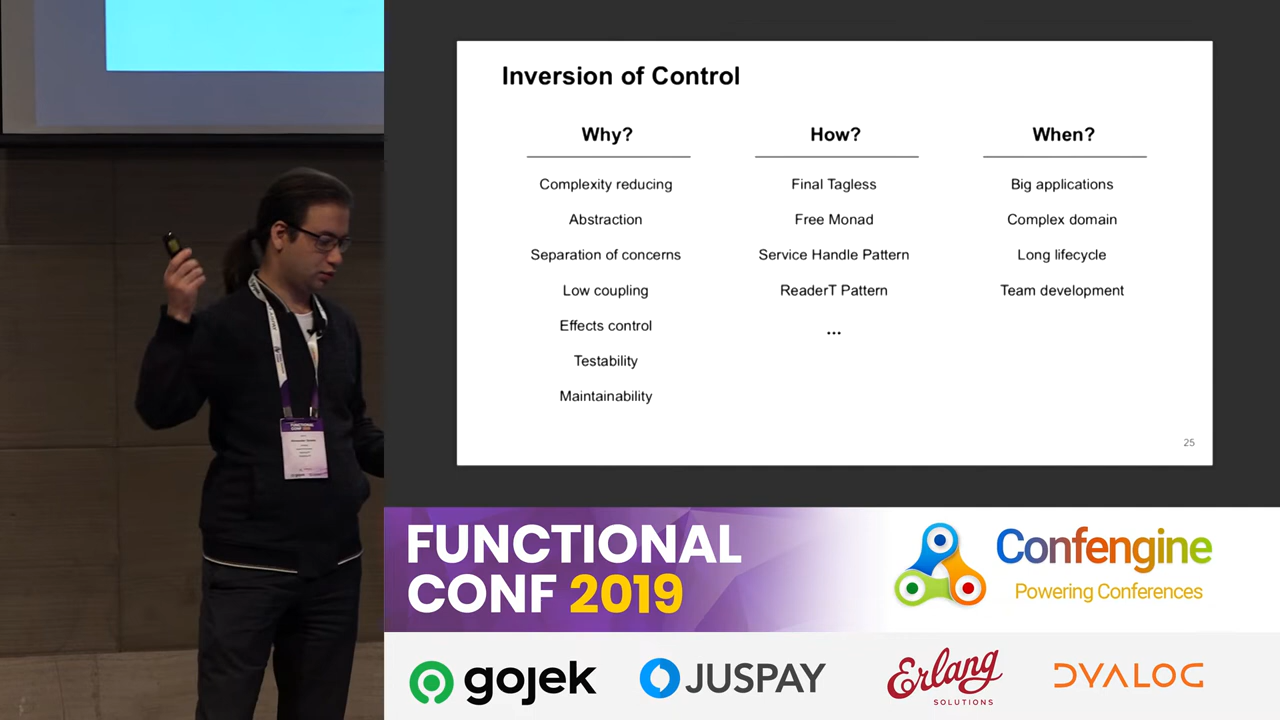 Inversion of Control
Why?
Complexity reducing
Abstraction
Separation of concerns
Low coupling
Effects control
Testability
Maintainability
How?
Final Tagless
Free Monad
Service Handle Pattern
ReaderT Pattern
...
When?
Big applications
Complex domain
Long lifecycle
Team development
25
FUNCTIONAL
CONF 2019
Confengine
Powering Conferences
gojek
JUSPAY
Erlang
SOLUTIONS
DYALOG
FUNCTIONAL